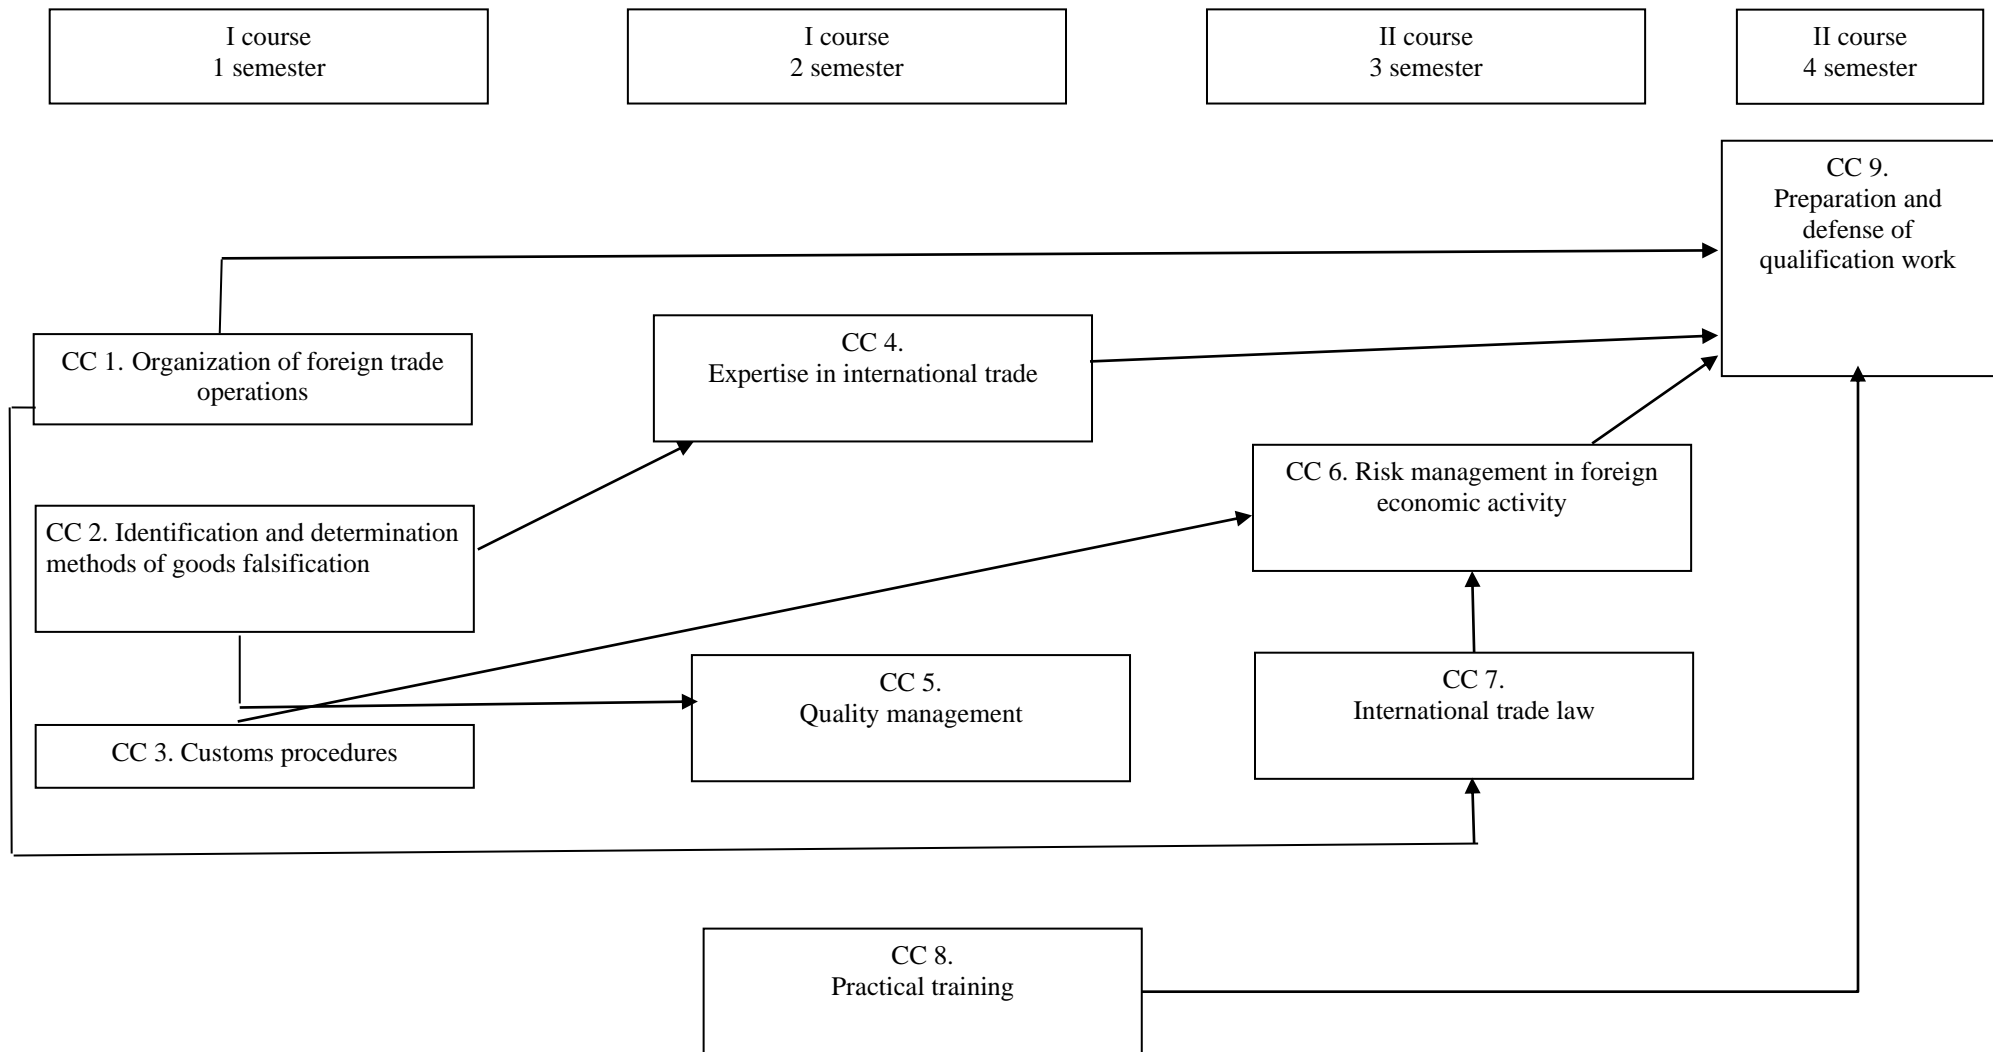 I course
1 semester
I course
2 semester
II course
3 semester
II course
4 semester
CC 9.
Preparation and
defense of
qualification work
CC 1. Organization of foreign trade
operations
CC 4.
Expertise in international trade
CC 6. Risk management in foreign
economic activity
CC 2. Identification and determination
methods of goods falsification
CC 5.
Quality management
CC 7.
International trade law
CC 3. Customs procedures
CC 8.
Practical training